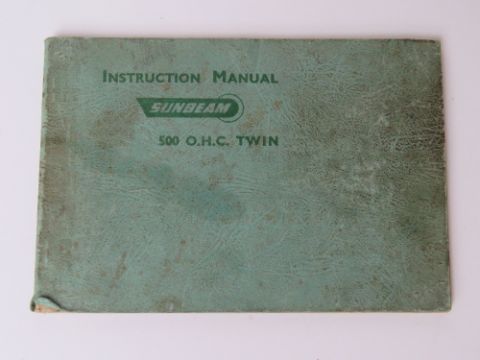 INSTRUCTION MANUAL
SUNBEAM
500 O.H.C. TWIN